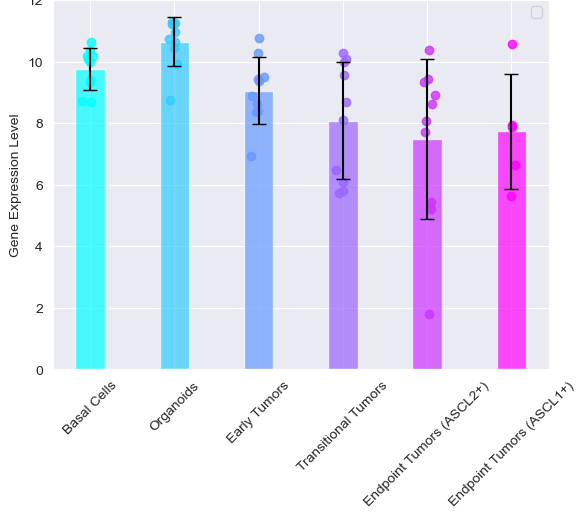 12
10
8
6
4
2
0
Gene Expression Level
Basal Cells
Organoids
Early Tumors
Transitional Tumors
Endpoint Tumors (ASCL2+)
Endpoint Tumors (ASCL1+)